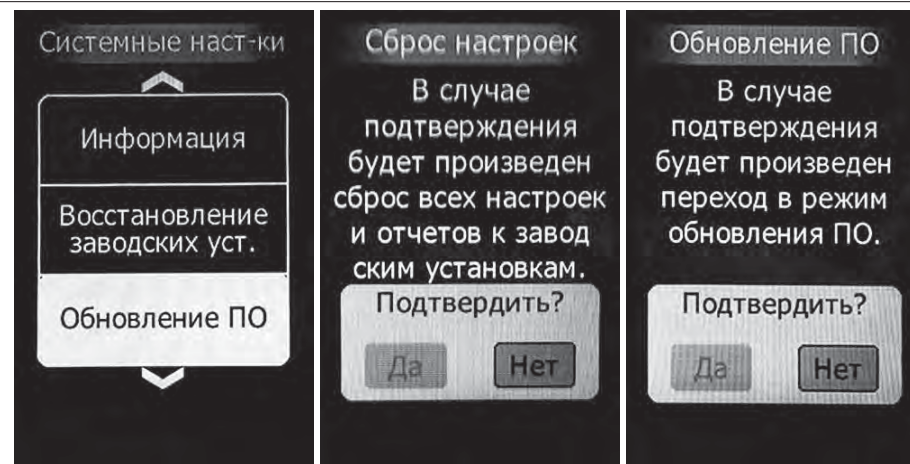 Системные наст-ки
Информация
Восстановление
заводских уст.
Обновление ПО
Сброс настроек
В случае
подтверждения
будет произведен
сброс всех настроек
и отчетов к завод
ским установкам.
Подтвердить?
Да
Нет
Обновление ПО
В случае
подтверждения
будет произведен
переход в режим
обновления ПО.
Подтвердить?
Да
Нет